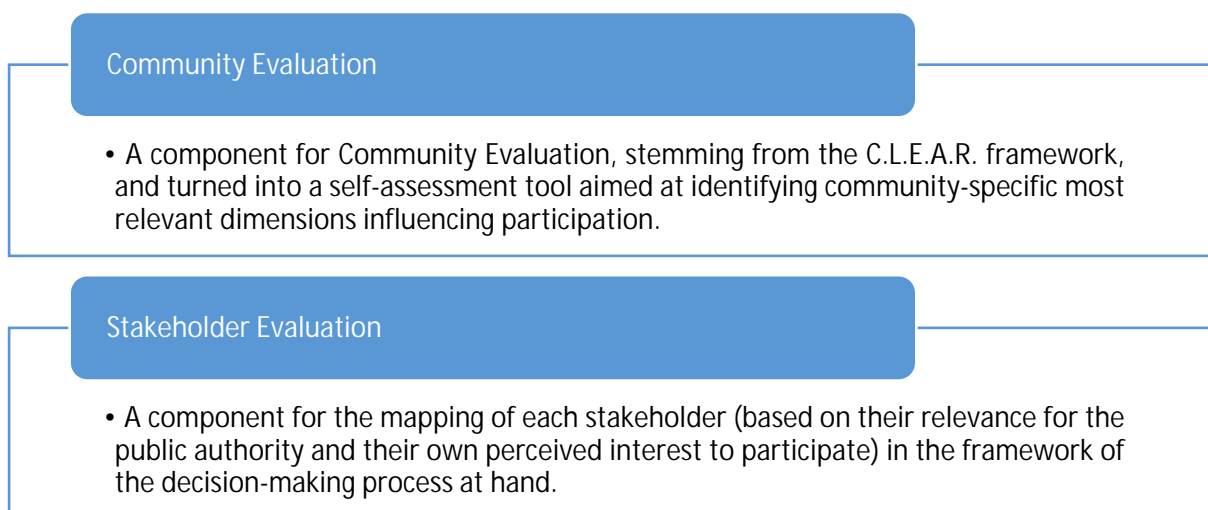 Community Evaluation
• A component for Community Evaluation, stemming from the C.L.E.A.R. framework,
and turned into a self-assessment tool aimed at identifying community-specific most
relevant dimensions influencing participation.
Stakeholder Evaluation
• A component for the mapping of each stakeholder (based on their relevance for the
public authority and their own perceived interest to participate) in the framework of
the decision-making process at hand.